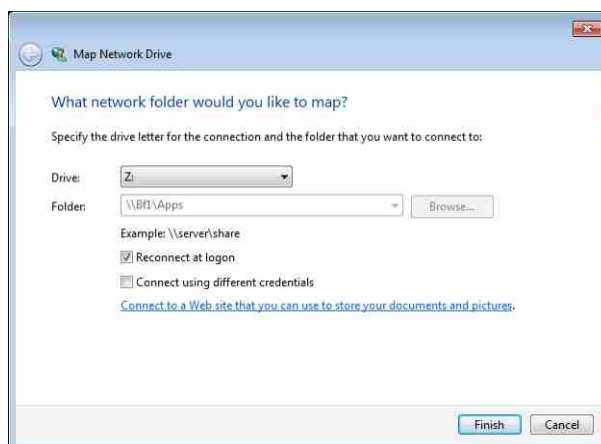 Map Network Drive
What network folder would you like to map?
Specify the drive letter for the connection and the folder that you want to connect to:
Drive: Z:
Folder: \\Bf1\Apps Browse...
Example: \\server\share
Reconnect at logon
Connect using different credentials
Connect to a Web site that you can use to store your documents and pictures.
Finish Cancel